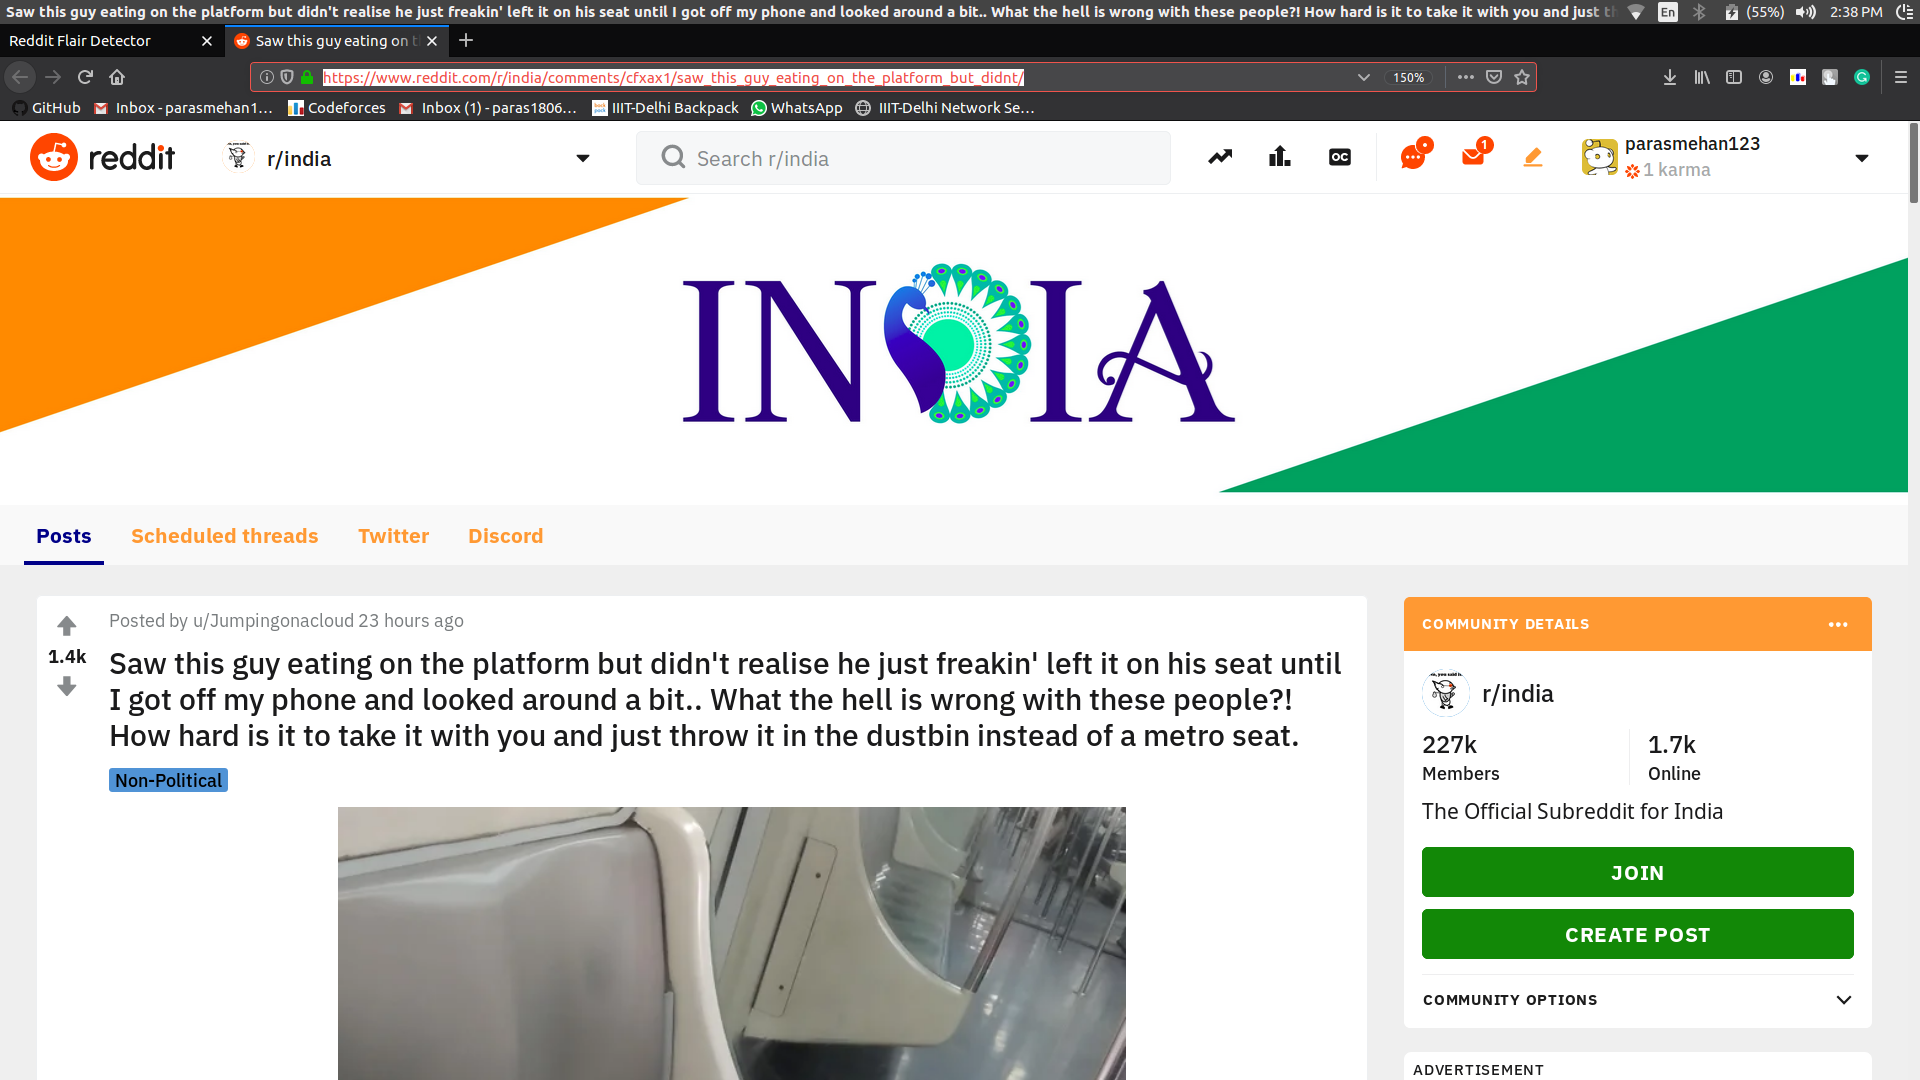 Saw this guy eating on the platform but didn't realise he just freakin' left it on his seat until I got off my phone and looked around a bit.. What the hell is wrong with these people?! How hard is it to take it with you and just
En
(55%)
2:38 PM
Reddit Flair Detector
Saw this guy eating on
https://www.reddit.com/r/india/comments/cfxax1/saw_this_guy_eating_on_the_platform_but_didnt/
150%
GitHub
Inbox - parasmehan1…
Codeforces
Inbox (1) - paras1806…
IIIT-Delhi Backpack
WhatsApp
IIIT-Delhi Network Se…
reddit
r/india
Search r/india
OC
1
parasmehan123
1 karma
INDIA
Posts
Scheduled threads
Twitter
Discord
Posted by u/Jumpingonacloud 23 hours ago
1.4k
Saw this guy eating on the platform but didn't realise he just freakin' left it on his seat until
I got off my phone and looked around a bit.. What the hell is wrong with these people?!
How hard is it to take it with you and just throw it in the dustbin instead of a metro seat.
Non-Political
COMMUNITY DETAILS
r/india
227k
1.7k
Members
Online
The Official Subreddit for India
JOIN
CREATE POST
COMMUNITY OPTIONS
ADVERTISEMENT